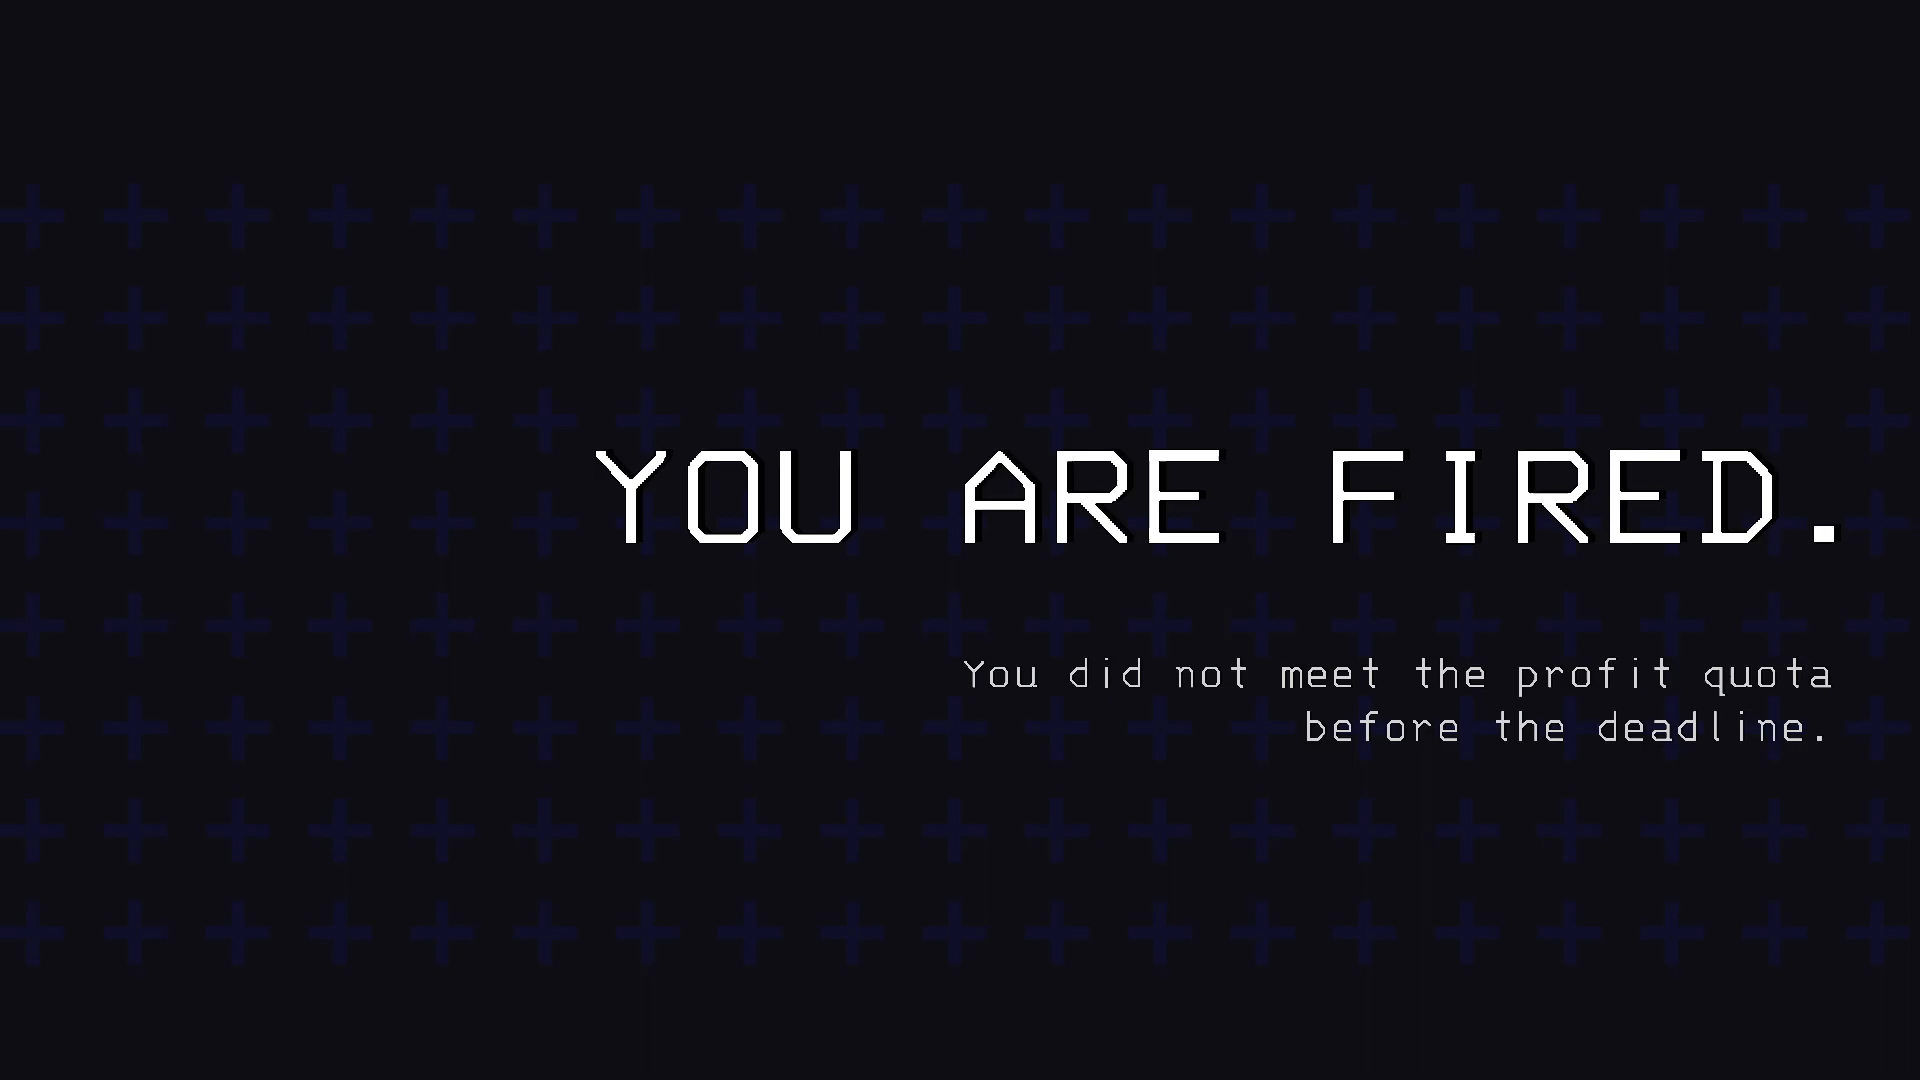 YOU ARE FIRED.
You did not meet the profit quota
before the deadline.